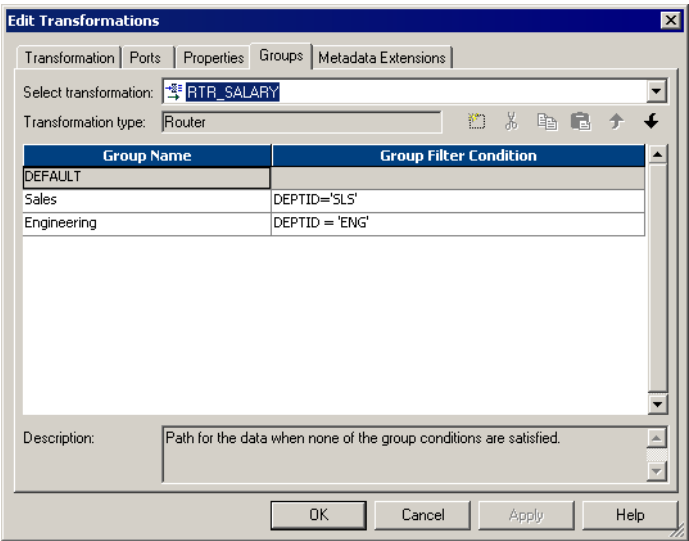 Edit Transformations
Transformation Ports Properties Groups Metadata Extensions
Select transformation: RTR_SALARY
Transformation type: Router
Group Name Group Filter Condition
DEFAULT
Sales DEPTID='SLS'
Engineering DEPTID = 'ENG'
Description: Path for the data when none of the group conditions are satisfied.
OK Cancel Apply Help